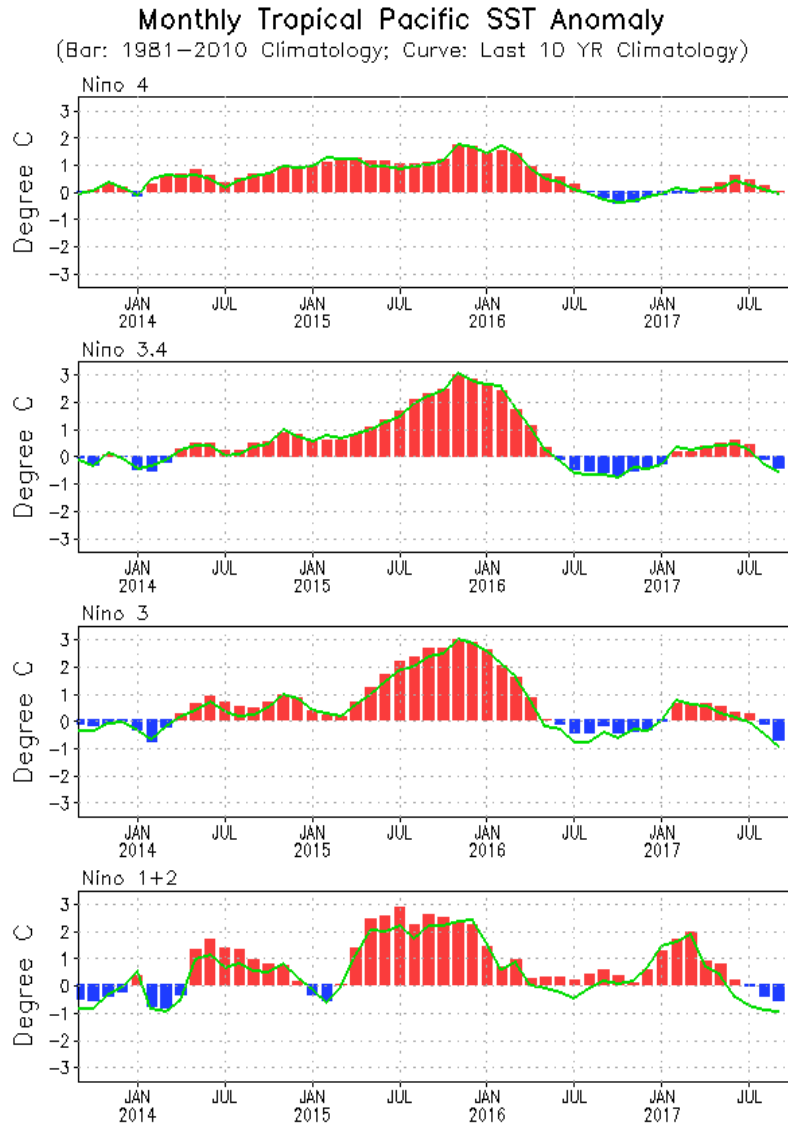 Monthly Tropical Pacific SST Anomaly
(Bar: 1981-2010 Climatology; Curve: Last 10 YR Climatology)
Nino 4
Degree C
3
2
1
0
-1
-2
-3
JAN JUL JAN JUL JAN JUL JAN JUL
2014 2015 2016 2017
Nino 3.4
Degree C
3
2
1
0
-1
-2
-3
JAN JUL JAN JUL JAN JUL JAN JUL
2014 2015 2016 2017
Nino 3
Degree C
3
2
1
0
-1
-2
-3
JAN JUL JAN JUL JAN JUL JAN JUL
2014 2015 2016 2017
Nino 1+2
Degree C
3
2
1
0
-1
-2
-3
JAN JUL JAN JUL JAN JUL JAN JUL
2014 2015 2016 2017